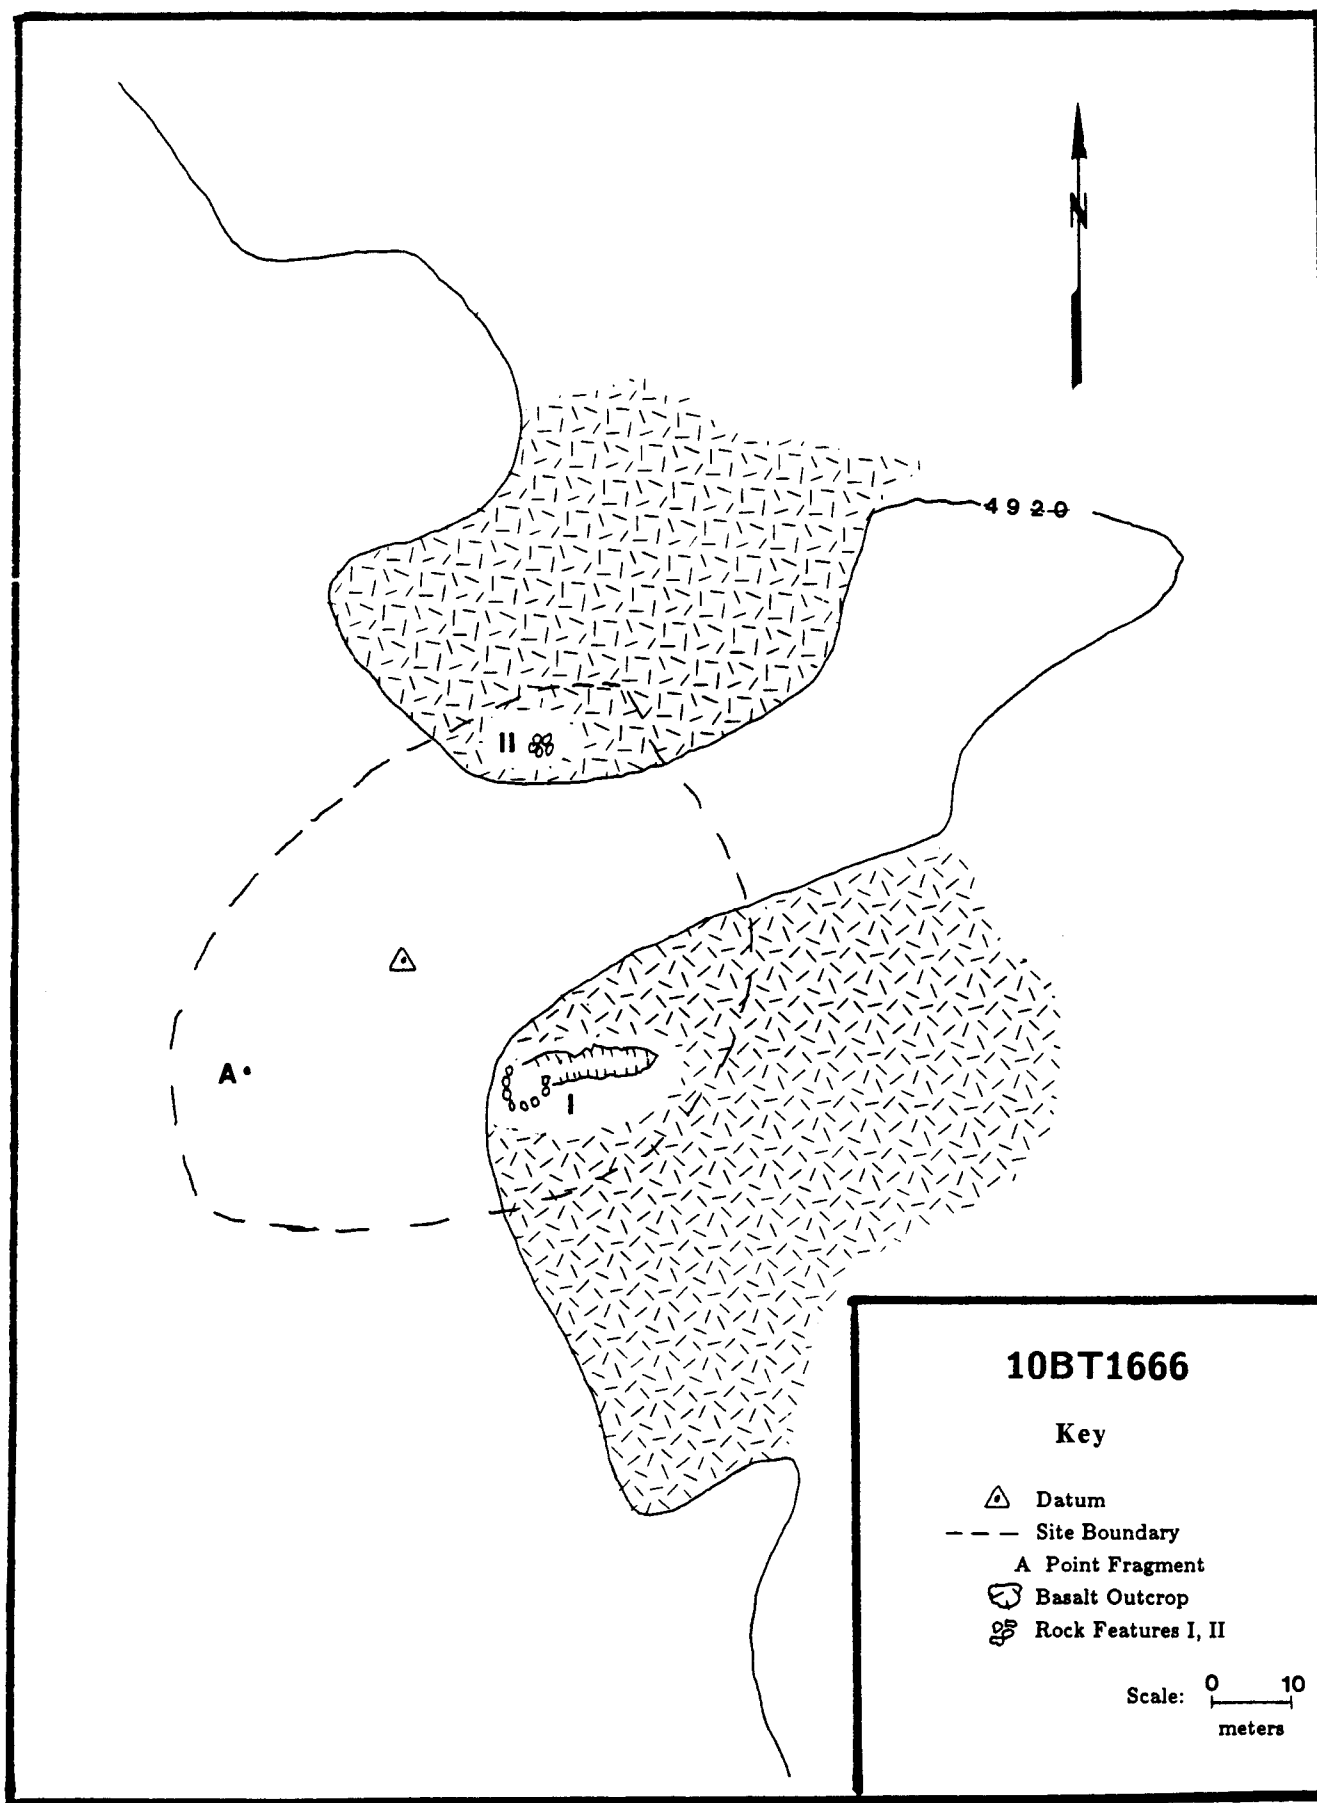 N
4920
II
A
I
10BT1666
Key
Datum
Site Boundary
A Point Fragment
Basalt Outcrop
Rock Features I, II
Scale: 0 10
meters